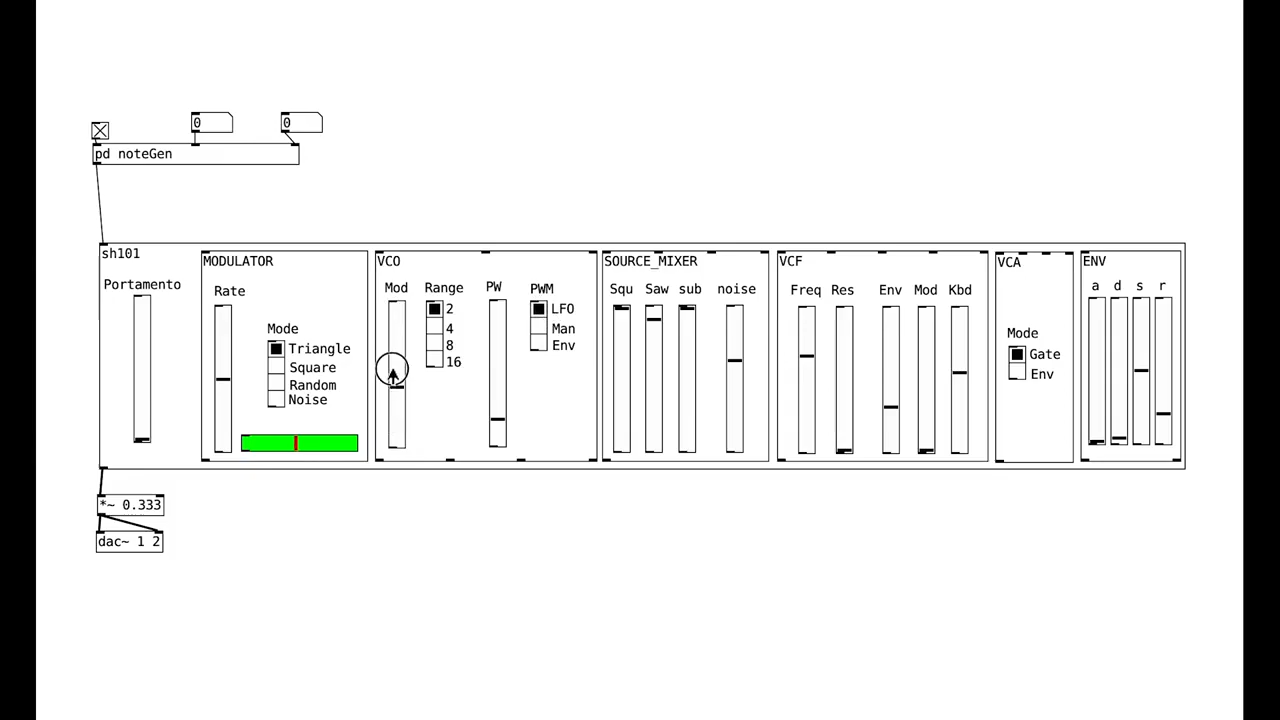 0
0
pd noteGen
sh101
Portamento
MODULATOR
Rate
Mode
Triangle
Square
Random
Noise
VCO
Mod
Range
2
4
8
16
PW
PWM
LFO
Man
Env
SOURCE_MIXER
Squ
Saw
sub
noise
VCF
Freq
Res
Env
Mod
Kbd
VCA
Mode
Gate
Env
ENV
a
d
s
r
*~ 0.333
dac~ 1 2